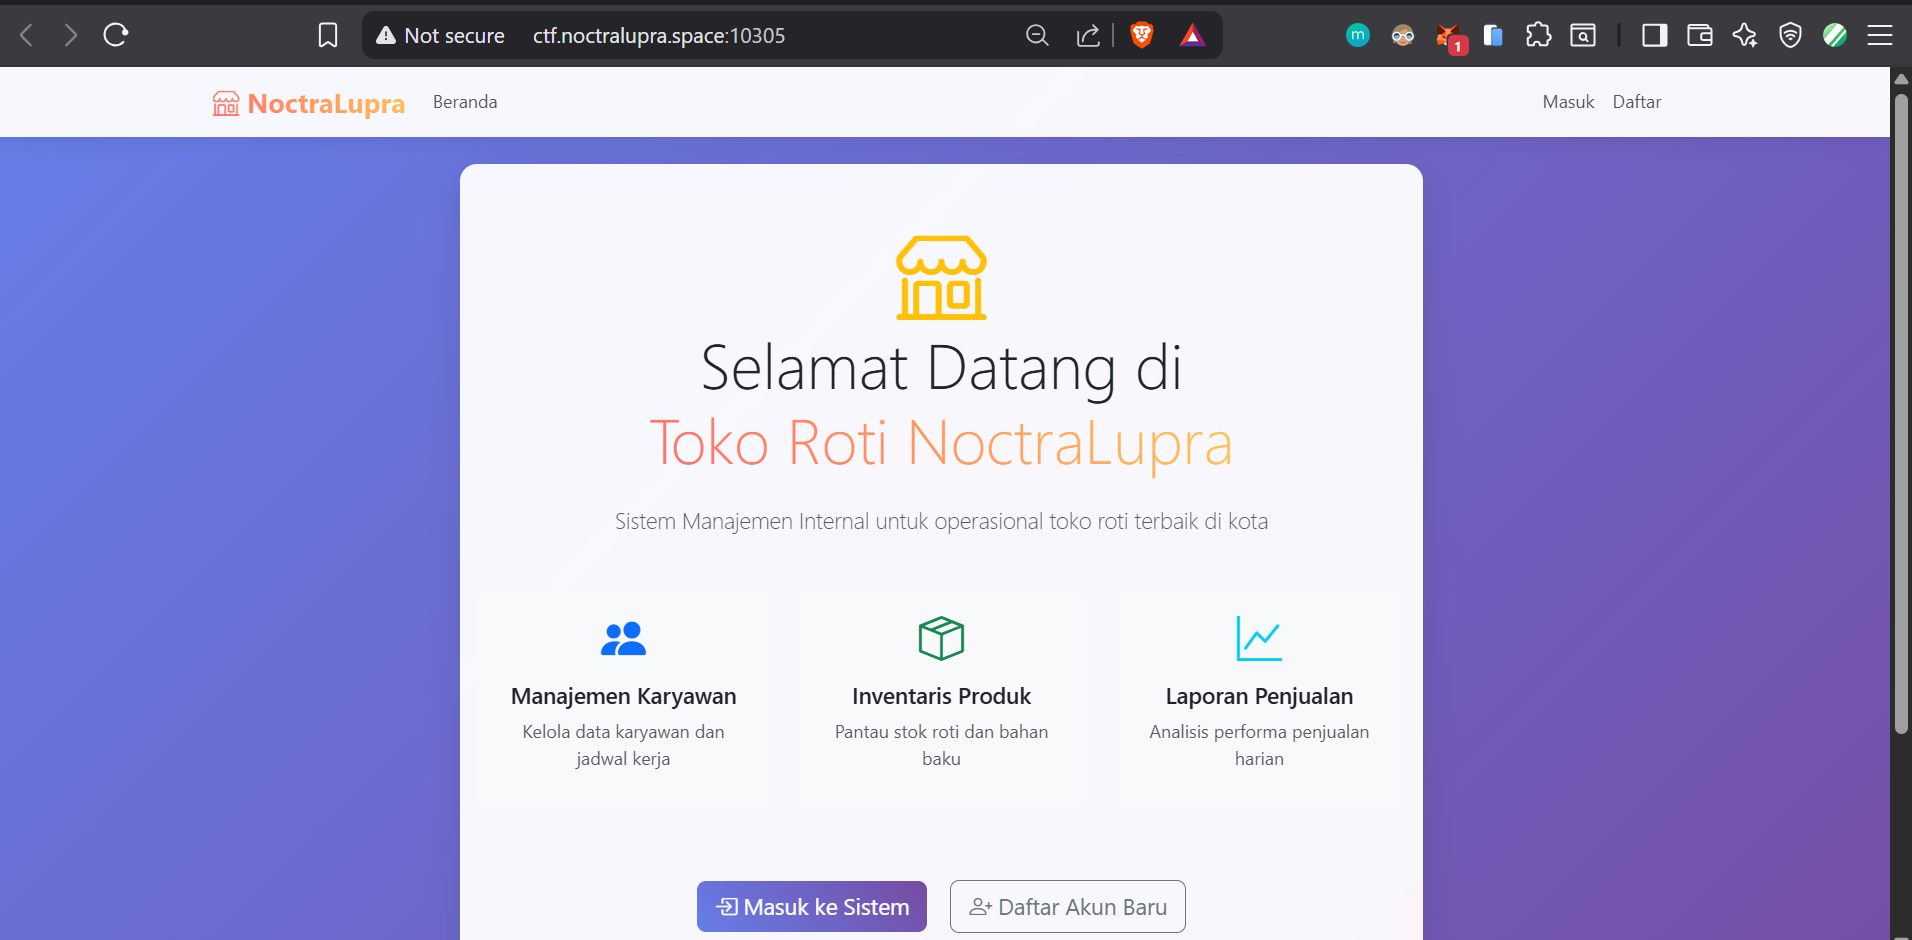 Not secure
ctf.noctralupra.space:10305
m
1
NoctraLupra
Beranda
Masuk
Daftar
Selamat Datang di
Toko Roti NoctraLupra
Sistem Manajemen Internal untuk operasional toko roti terbaik di kota
Manajemen Karyawan
Kelola data karyawan dan
jadwal kerja
Inventaris Produk
Pantau stok roti dan bahan
baku
Laporan Penjualan
Analisis performa penjualan
harian
Masuk ke Sistem
Daftar Akun Baru